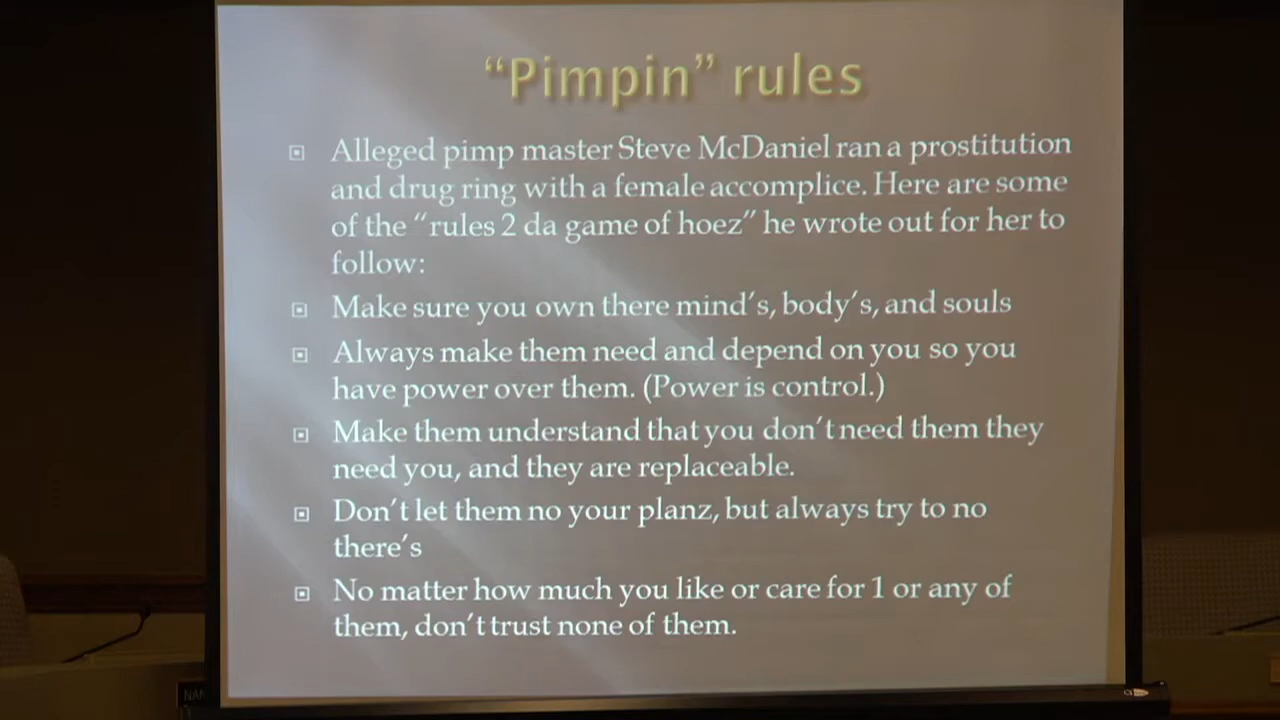 “Pimpin” rules
Alleged pimp master Steve McDaniel ran a prostitution
and drug ring with a female accomplice. Here are some
of the “rules 2 da game of hoez” he wrote out for her to
follow:
Make sure you own there mind’s, body’s, and souls
Always make them need and depend on you so you
have power over them. (Power is control.)
Make them understand that you don’t need them they
need you, and they are replaceable.
Don’t let them no your planz, but always try to no
there’s
No matter how much you like or care for 1 or any of
them, don’t trust none of them.